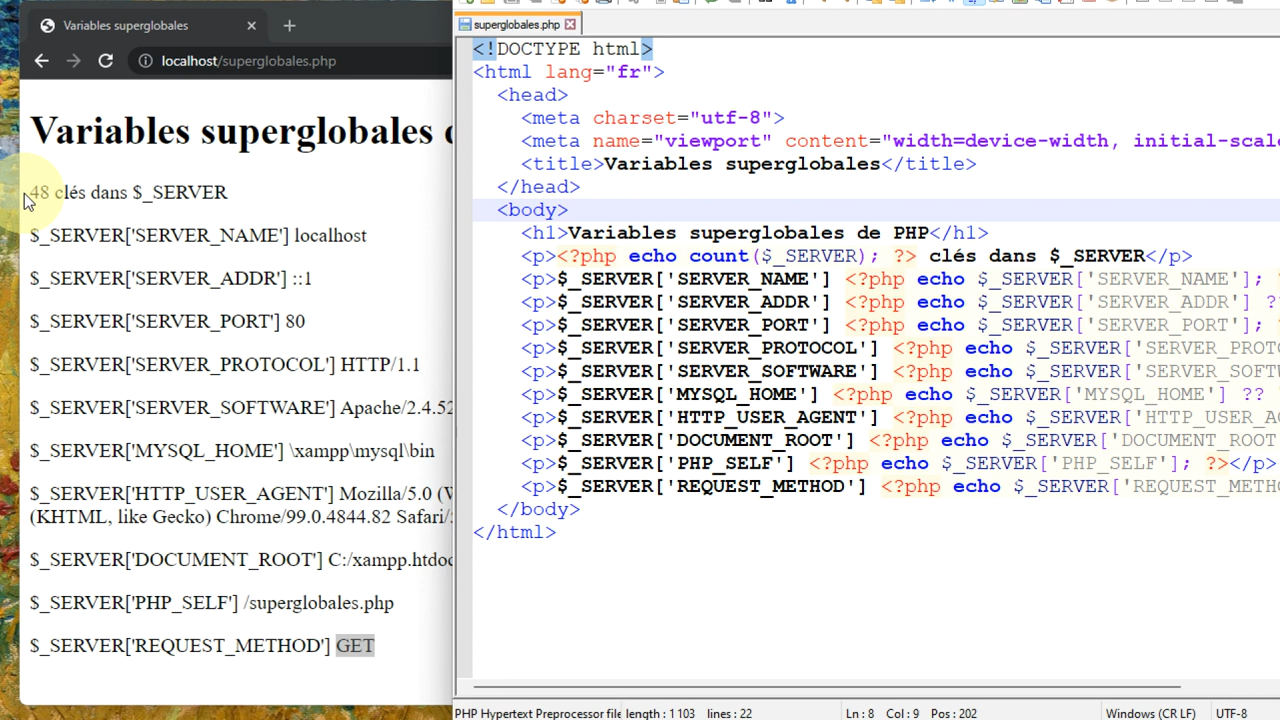 Variables superglobales
localhost/superglobales.php
Variables superglobales
48 clés dans $_SERVER
$_SERVER['SERVER_NAME'] localhost
$_SERVER['SERVER_ADDR'] ::1
$_SERVER['SERVER_PORT'] 80
$_SERVER['SERVER_PROTOCOL'] HTTP/1.1
$_SERVER['SERVER_SOFTWARE'] Apache/2.4.52
$_SERVER['MYSQL_HOME'] \xampp\mysql\bin
$_SERVER['HTTP_USER_AGENT'] Mozilla/5.0
(KHTML, like Gecko) Chrome/99.0.4844.82 Safari/
$_SERVER['DOCUMENT_ROOT'] C:/xampp.htdoc
$_SERVER['PHP_SELF'] /superglobales.php
$_SERVER['REQUEST_METHOD'] GET
superglobales.php
<!DOCTYPE html>
<html lang="fr">
<head>
<meta charset="utf-8">
<meta name="viewport" content="width=device-width, initial-scal
<title>Variables superglobales</title>
</head>
<body>
<h1>Variables superglobales de PHP</h1>
<p><?php echo count($_SERVER); ?> clés dans $_SERVER</p>
<p>$_SERVER['SERVER_NAME'] <?php echo $_SERVER['SERVER_NAME'];
<p>$_SERVER['SERVER_ADDR'] <?php echo $_SERVER['SERVER_ADDR'] ?
<p>$_SERVER['SERVER_PORT'] <?php echo $_SERVER['SERVER_PORT'];
<p>$_SERVER['SERVER_PROTOCOL'] <?php echo $_SERVER['SERVER_PROTO
<p>$_SERVER['SERVER_SOFTWARE'] <?php echo $_SERVER['SERVER_SOFTW
<p>$_SERVER['MYSQL_HOME'] <?php echo $_SERVER['MYSQL_HOME'] ??
<p>$_SERVER['HTTP_USER_AGENT'] <?php echo $_SERVER['HTTP_USER_AG
<p>$_SERVER['DOCUMENT_ROOT'] <?php echo $_SERVER['DOCUMENT_ROOT'
<p>$_SERVER['PHP_SELF'] <?php echo $_SERVER['PHP_SELF']; ?></p>
<p>$_SERVER['REQUEST_METHOD'] <?php echo $_SERVER['REQUEST_METHO
</body>
</html>
PHP Hypertext Preprocessor file length : 1 103 lines : 22 Ln : 8 Col : 9 Pos : 202 Windows (CR LF) UTF-8